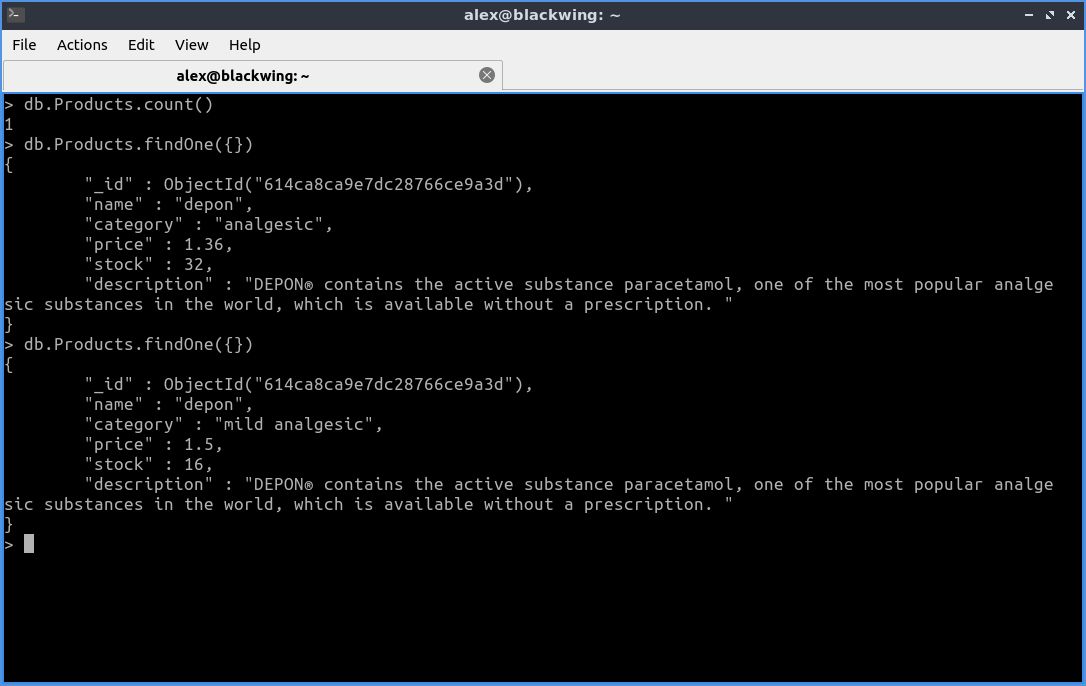 alex@blackwing: ~
File Actions Edit View Help
alex@blackwing: ~
> db.Products.count()
1
> db.Products.findOne({})
{
        "_id" : ObjectId("614ca8ca9e7dc28766ce9a3d"),
        "name" : "depon",
        "category" : "analgesic",
        "price" : 1.36,
        "stock" : 32,
        "description" : "DEPON® contains the active substance paracetamol, one of the most popular analge
sic substances in the world, which is available without a prescription. "
}
> db.Products.findOne({})
{
        "_id" : ObjectId("614ca8ca9e7dc28766ce9a3d"),
        "name" : "depon",
        "category" : "mild analgesic",
        "price" : 1.5,
        "stock" : 16,
        "description" : "DEPON® contains the active substance paracetamol, one of the most popular analge
sic substances in the world, which is available without a prescription. "
}
>